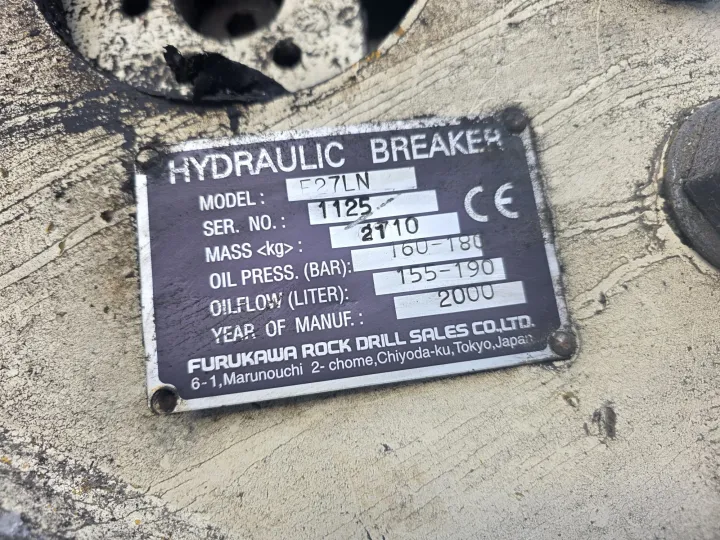 HYDRAULIC BREAKER
MODEL: F27LN
SER. NO.: 1125
MASS <kg>: 2110
OIL PRESS. (BAR): 160-180
OILFLOW (LITER): 155-190
YEAR OF MANUF.: 2000
CE
FURUKAWA ROCK DRILL SALES CO.,LTD.
6-1,Marunouchi 2-chome,Chiyoda-ku,Tokyo,Japan